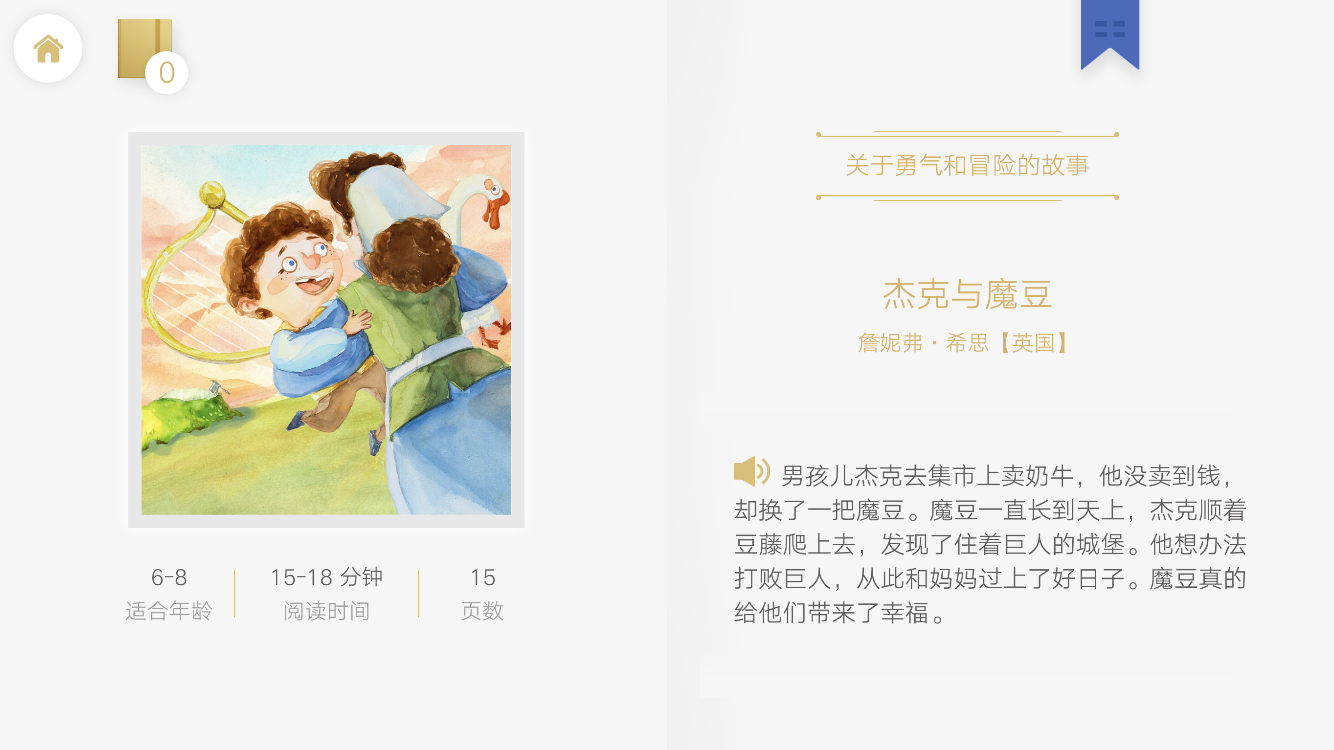 0
6-8
适合年龄
15-18 分钟
阅读时间
15
页数
关于勇气和冒险的故事
杰克与魔豆
詹妮弗·希思【英国】
男孩儿杰克去集市上卖奶牛，他没卖到钱，
却换了一把魔豆。魔豆一直长到天上，杰克顺着
豆藤爬上去，发现了住着巨人的城堡。他想办法
打败巨人，从此和妈妈过上了好日子。魔豆真的
给他们带来了幸福。